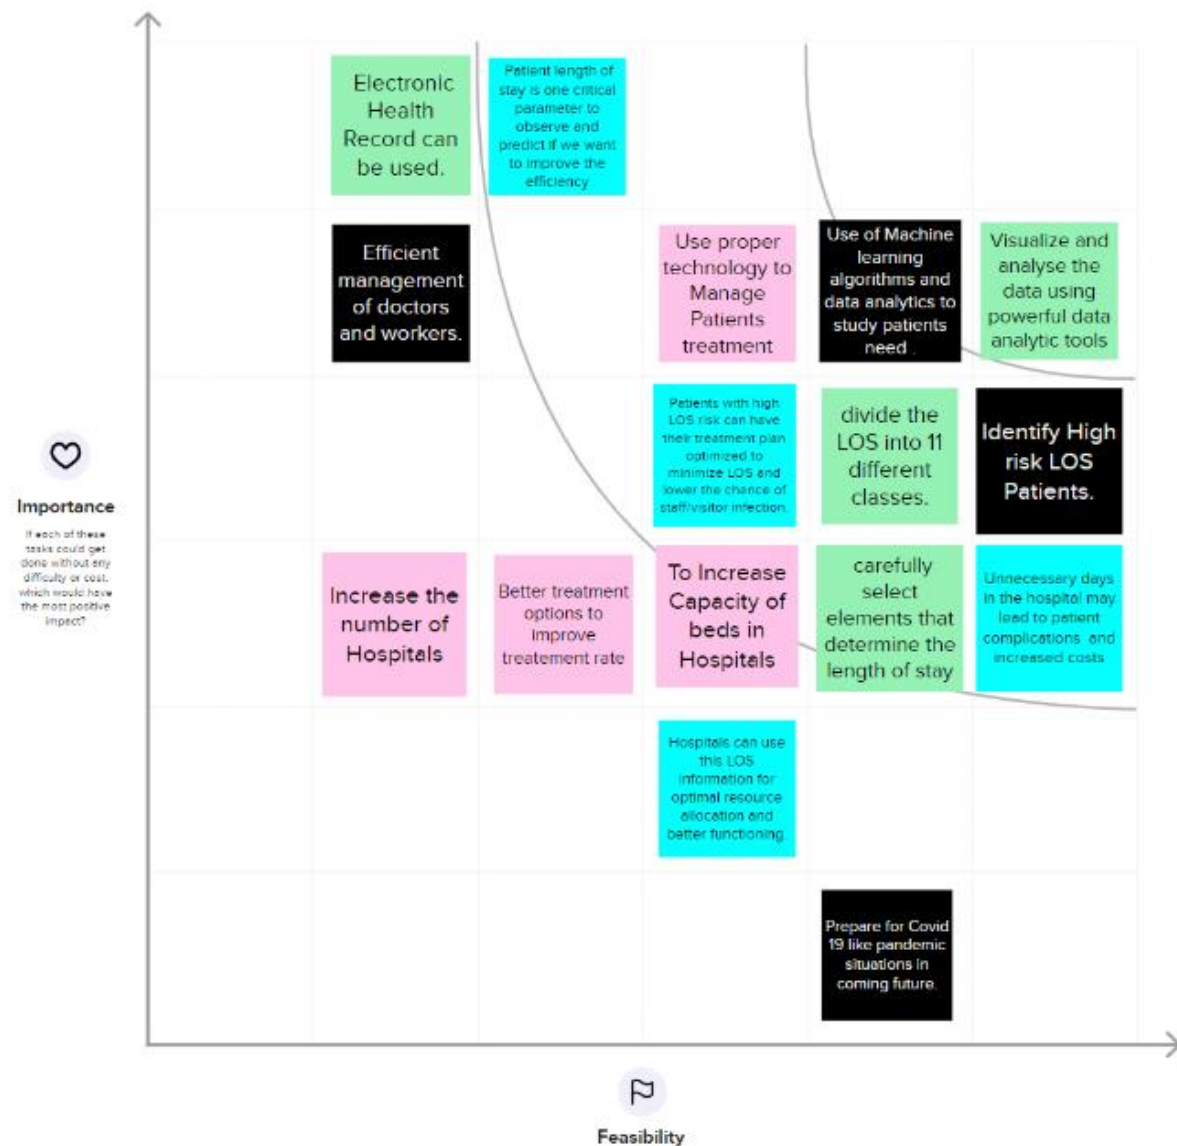 Electronic
Health
Record can
be used.
Patient length of
stay is one critical
parameter to
observe and
predict if we want
to improve the
efficiency
Efficient
management
of doctors
and workers.
Use proper
technology to
Manage
Patients
treatment
Use of Machine
learning
algorithms and
data analytics to
study patients
need .
Visualize and
analyse the
data using
powerful data
analytic tools
Patients with high
LOS risk can have
their treatment plan
optimized to
minimize LOS and
lower the chance of
staff/visitor infection.
divide the
LOS into 11
different
classes.
Identify High
risk LOS
Patients.
Importance
If each of these
tasks could get
done without any
difficulty or cost,
which would have
the most positive
impact?
Increase the
number of
Hospitals
Better treatment
options to
improve
treatement rate
To Increase
Capacity of
beds in
Hospitals
carefully
select
elements that
determine the
length of stay
Unnecessary days
in the hospital may
lead to patient
complications and
increased costs
Hospitals can use
this LOS
information for
optimal resource
allocation and
better functioning.
Prepare for Covid
19 like pandemic
situations in
coming future.
Feasibility